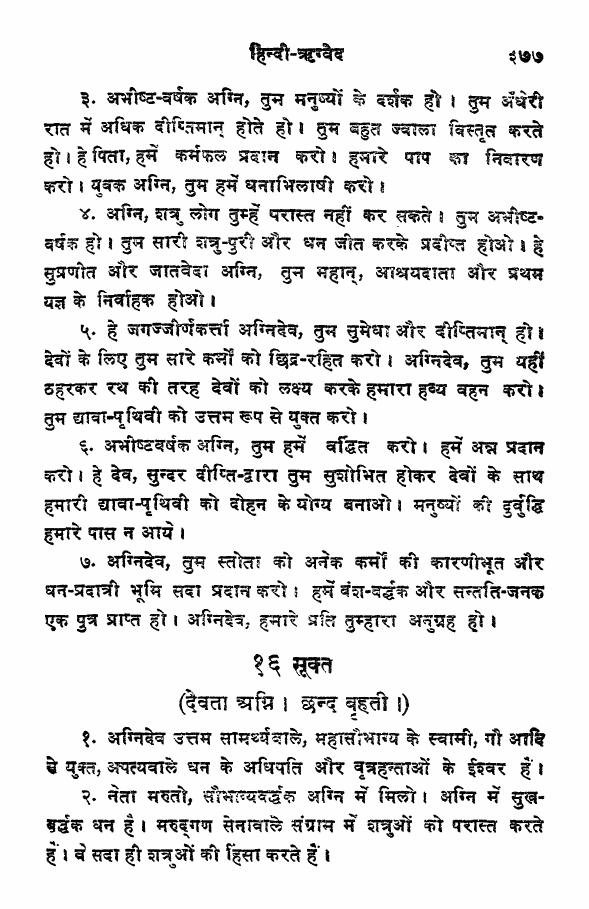 हिन्दी-ऋग्वेद ३७७
३. अभीष्ट-वर्षक अग्नि, तुम मनुष्यों के दर्शक हो। तुम अँधेरी
रात में अधिक दीप्तिमान् होते हो। तुम बहुत ज्वाला विस्तृत करते
हो। हे पिता, हमें कर्मफल प्रदान करो। हमारे पाप का निवारण
करो। युवक अग्नि, तुम हमें धनाभिलाषी करो।
४. अग्नि, शत्रु लोग तुम्हें परास्त नहीं कर सकते। तुम अभीष्ट-
वर्षक हो। तुम सारी शत्रु-पुरी और धन जीत करके प्रदीप्त होओ। हे
सुप्रणीत और जातवेदा अग्नि, तुम महान्, आश्रयदाता और प्रथम
यज्ञ के निर्वाहक होओ।
५. हे जगज्जीर्णकर्त्ता अग्निदेव, तुम सुमेधा और दीप्तिमान् हो।
देवों के लिए तुम सारे कर्मों को छिद्र-रहित करो। अग्निदेव, तुम यहीं
ठहरकर रथ की तरह देवों को लक्ष्य करके हमारा हव्य वहन करो।
तुम द्यावा-पृथिवी को उत्तम रूप से युक्त करो।
६. अभीष्टवर्षक अग्नि, तुम हमें वर्द्धित करो। हमें अन्न प्रदान
करो। हे देव, सुन्दर दीप्ति-द्वारा तुम सुशोभित होकर देवों के साथ
हमारी द्यावा-पृथिवी को दोहन के योग्य बनाओ। मनुष्यों की दुर्बुद्धि
हमारे पास न आये।
७. अग्निदेव, तुम स्तोता को अनेक कर्मों की कारणीभूत और
धन-प्रदात्री भूमि सदा प्रदान करो। हमें वंश-वर्द्धक और सन्तति-जनक
एक पुत्र प्राप्त हो। अग्निदेव, हमारे प्रति तुम्हारा अनुग्रह हो।
१६ सूक्त
(देवता अग्नि। छन्द बृहती।)
१. अग्निदेव उत्तम सामर्थ्यवाले, महासौभाग्य के स्वामी, गौ आदि
से युक्त, अपत्यवाले धन के अधिपति और वृत्रहन्ताओं के ईश्वर हैं।
२. नेता मरुतो, सौभाग्यवर्द्धक अग्नि में मिलो। अग्नि में सुख-
वर्द्धक धन है। मरुद्गण सेनावाले संग्राम में शत्रुओं को परास्त करते
हैं। वे सदा ही शत्रुओं की हिंसा करते हैं।